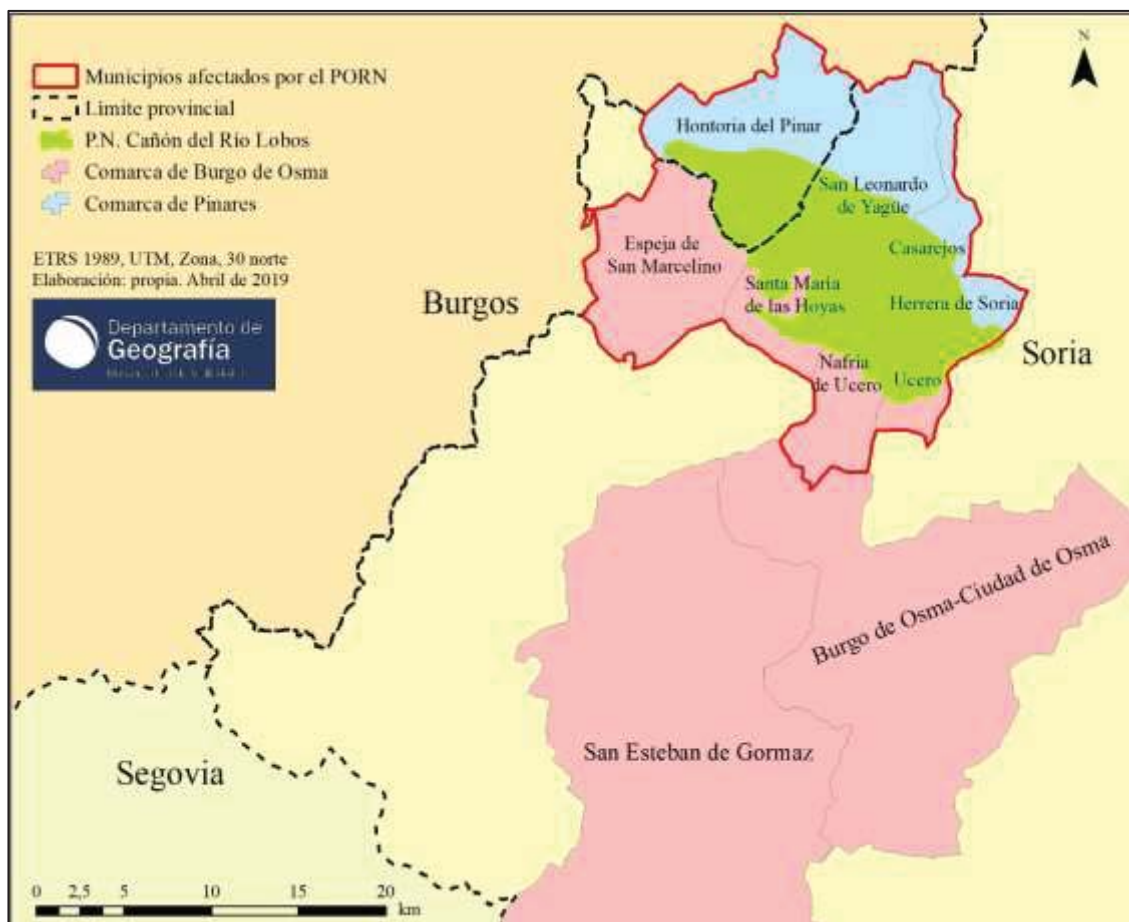 Municipios afectados por el PORN
Límite provincial
P.N. Cañón del Río Lobos
Comarca de Burgo de Osma
Comarca de Pinares
ETRS 1989, UTM, Zona, 30 norte
Elaboración: propia. Abril de 2019
Departamento de
Geografía
N
Hontoria del Pinar
San Leonardo
de Yagüe
Casarejos
Espeja de
San Marcelino
Santa María
de las Hoyas
Herrera de Soria
Burgos
Soria
Nafría
de Ucero
Ucero
Burgo de Osma-Ciudad de Osma
San Esteban de Gormaz
Segovia
0 2,5 5 10 15 20
km